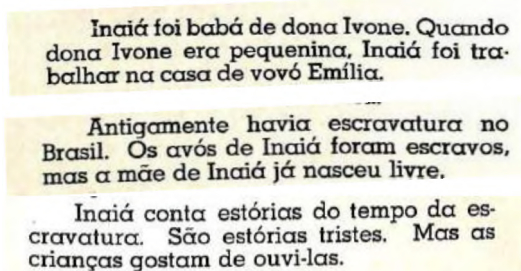 Inaiá foi babá de dona Ivone. Quando
dona Ivone era pequenina, Inaiá foi tra-
balhar na casa de vovó Emília.
Antigamente havia escravatura no
Brasil. Os avós de Inaiá foram escravos,
mas a mãe de Inaiá já nasceu livre.
Inaiá conta estórias do tempo da es-
cravatura. São estórias tristes. Mas as
crianças gostam de ouvi-las.